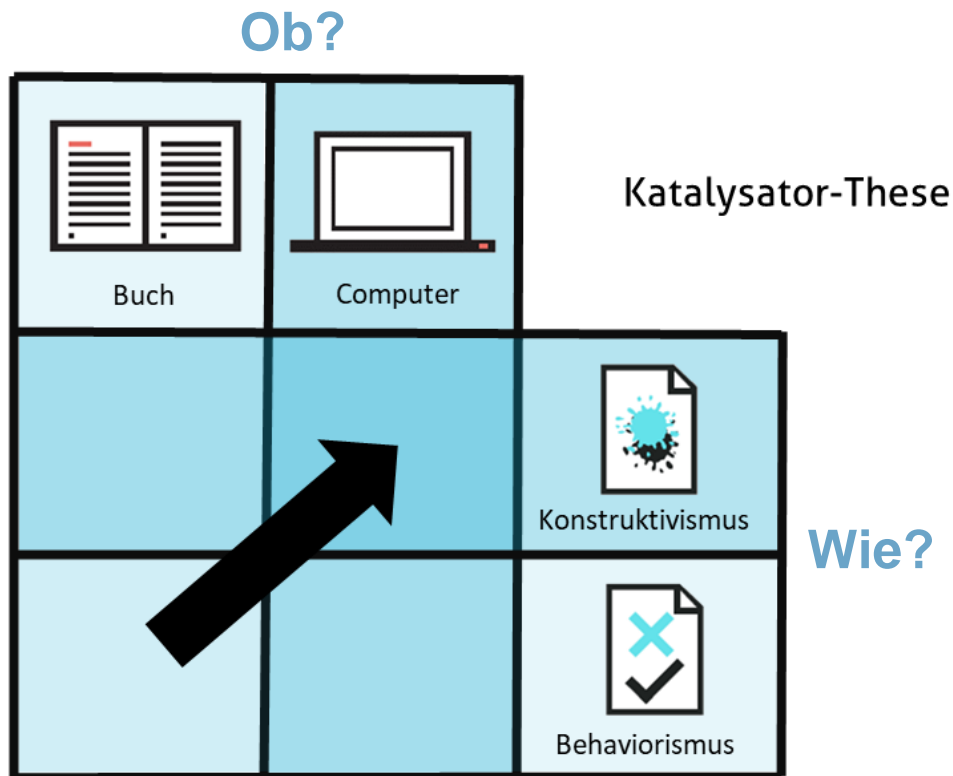 Ob?
Buch
Computer
Katalysator-These
Konstruktivismus
Wie?
Behaviorismus